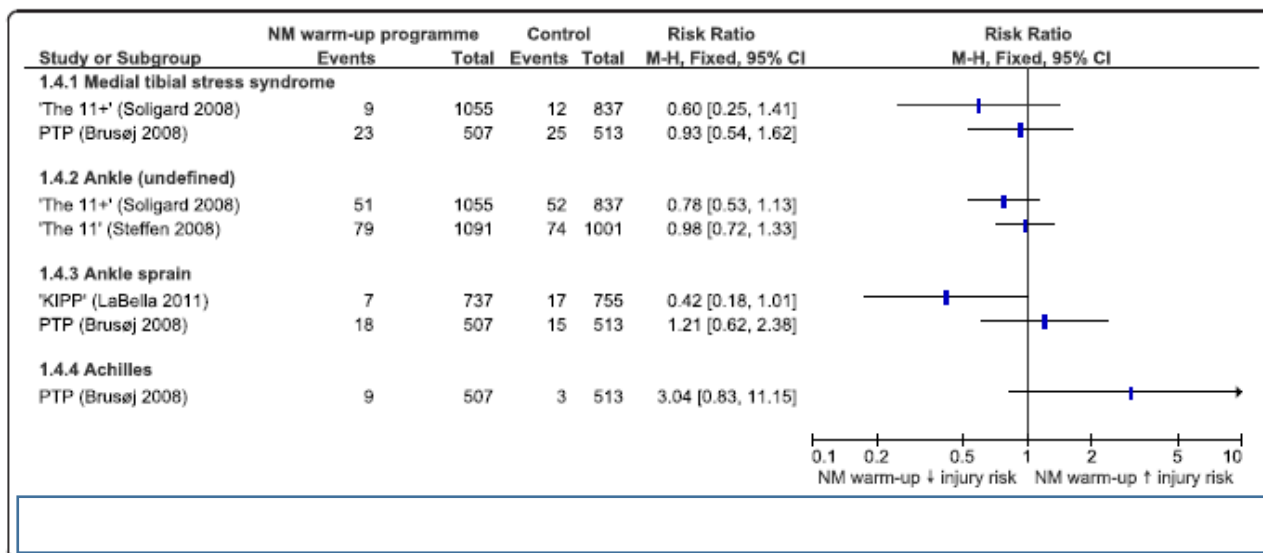 NM warm-up programme Control Risk Ratio Risk Ratio
Study or Subgroup Events Total Events Total M-H, Fixed, 95% CI M-H, Fixed, 95% CI
1.4.1 Medial tibial stress syndrome
'The 11+' (Soligard 2008) 9 1055 12 837 0.60 [0.25, 1.41]
PTP (Brusøj 2008) 23 507 25 513 0.93 [0.54, 1.62]
1.4.2 Ankle (undefined)
'The 11+' (Soligard 2008) 51 1055 52 837 0.78 [0.53, 1.13]
'The 11' (Steffen 2008) 79 1091 74 1001 0.98 [0.72, 1.33]
1.4.3 Ankle sprain
'KIPP' (LaBella 2011) 7 737 17 755 0.42 [0.18, 1.01]
PTP (Brusøj 2008) 18 507 15 513 1.21 [0.62, 2.38]
1.4.4 Achilles
PTP (Brusøj 2008) 9 507 3 513 3.04 [0.83, 11.15]
0.1 0.2 0.5 1 2 5 10
NM warm-up ↓ injury risk NM warm-up ↑ injury risk